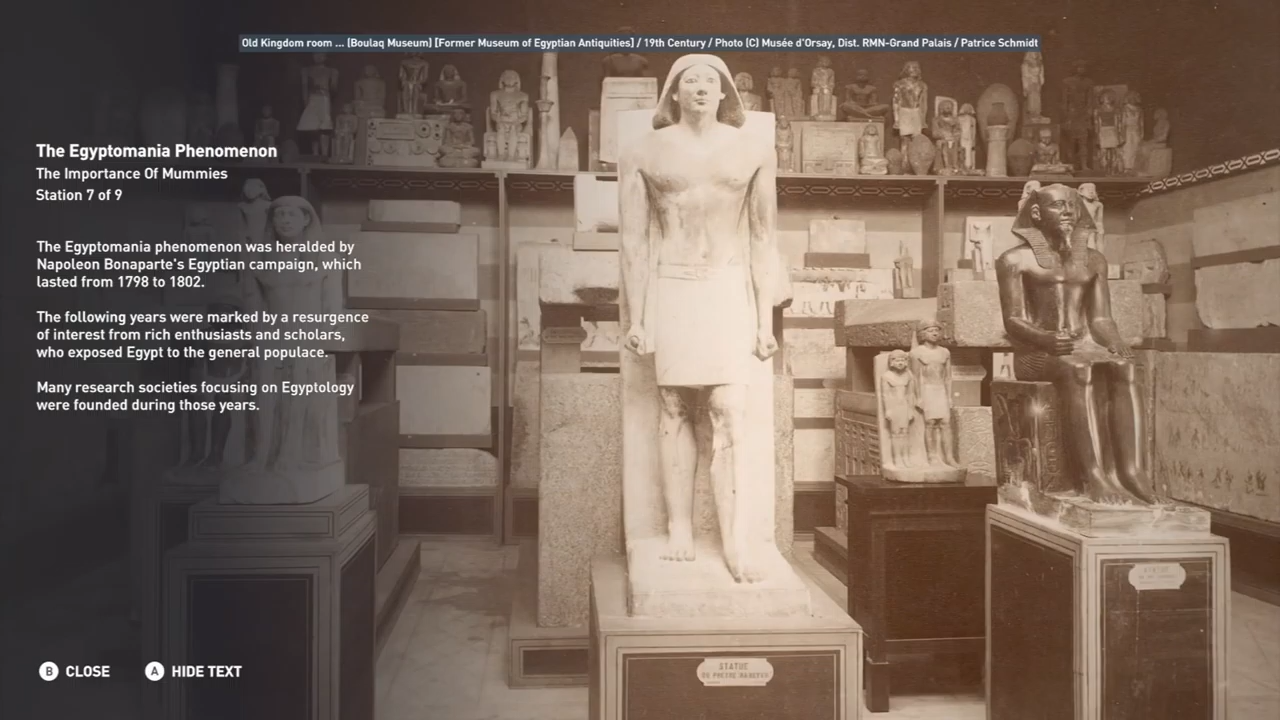 Old Kingdom room ... (Boulaq Museum) [Former Museum of Egyptian Antiquities] / 19th Century / Photo (C) Musée d'Orsay, Dist. RMN-Grand Palais / Patrice Schmidt
The Egyptomania Phenomenon
The Importance Of Mummies
Station 7 of 9
The Egyptomania phenomenon was heralded by
Napoleon Bonaparte's Egyptian campaign, which
lasted from 1798 to 1802.
The following years were marked by a resurgence
of interest from rich enthusiasts and scholars,
who exposed Egypt to the general populace.
Many research societies focusing on Egyptology
were founded during those years.
STATUE
STATUE
B CLOSE
A HIDE TEXT